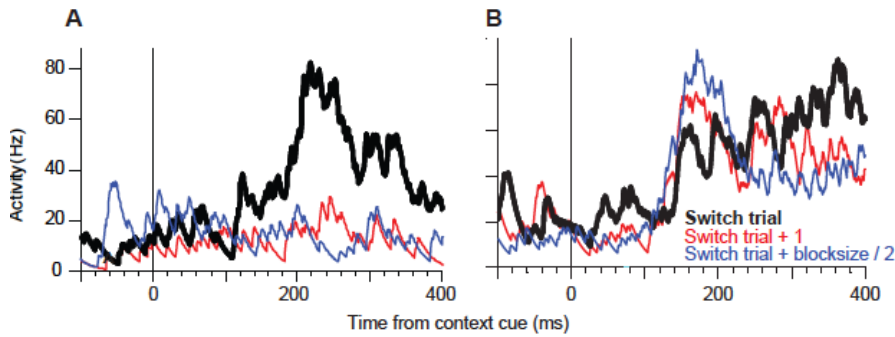 A
B
80
60
40
20
0
Activity (Hz)
Switch trial
Switch trial + 1
Switch trial + blocksize / 2
0 200 400
0 200 400
Time from context cue (ms)